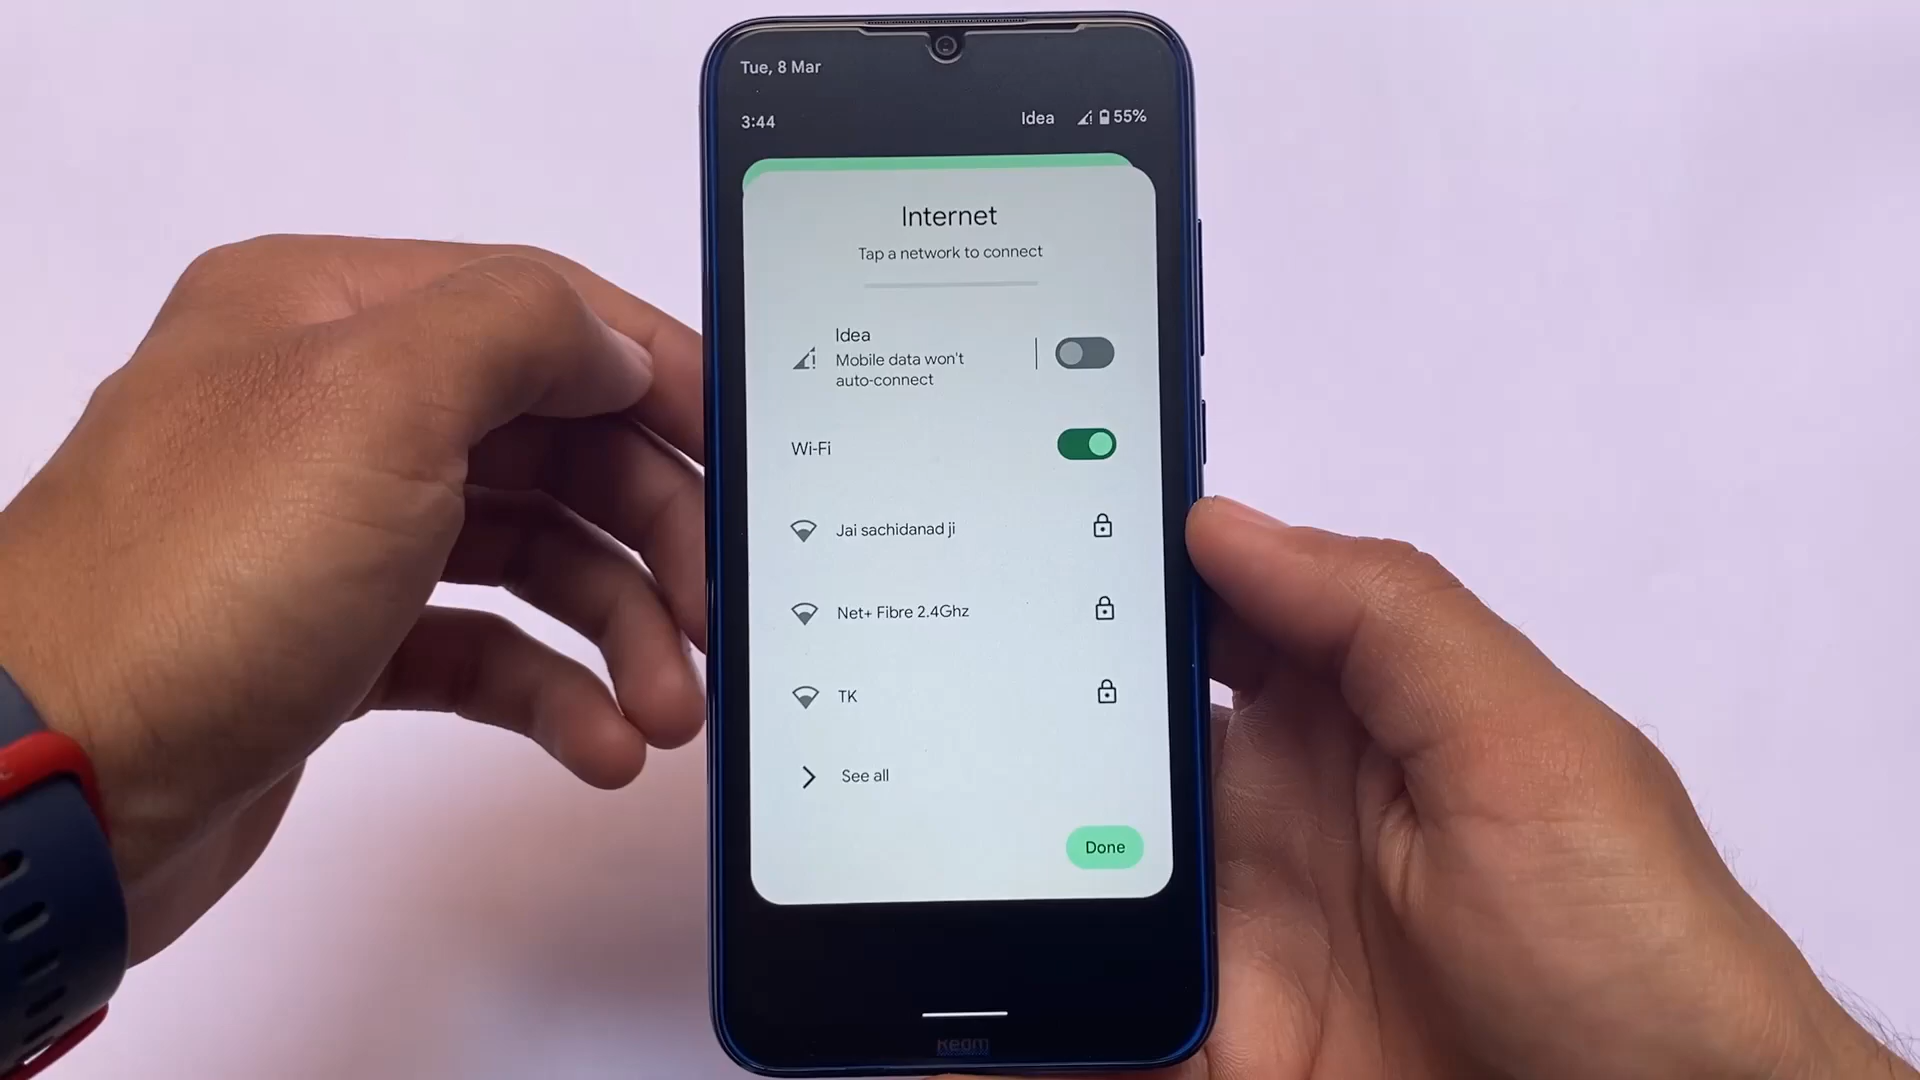 Tue, 8 Mar
3:44
Idea 55%
Internet
Tap a network to connect
Idea
Mobile data won't
auto-connect
Wi-Fi
Jai sachidanad ji
Net+ Fibre 2.4Ghz
TK
See all
Done